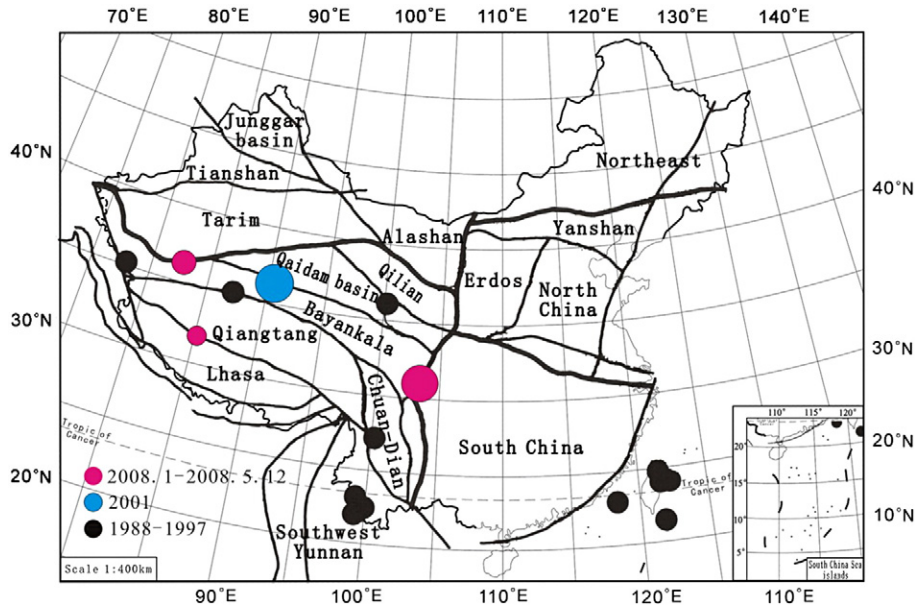 70°E 80°E 90°E 100°E 110°E 120°E 130°E 140°E
Junggar
basin
Northeast
40°N
Tianshan
40°N
Tarim
Alashan
Yanshan
Qaidam basin
Qilian
Erdos
North
China
30°N
Bayankala
Qiangtang
30°N
Lhasa
Chuan-Dian
110° 115° 120°
Tropic of
Cancer
South China
20°
20°N
20°N
2008.1-2008.5.12
Tropic of
Cancer
15°
2001
10°
10°N
1988-1997
Southwest
Yunnan
5°
Scale 1:400km
South China Sea
islands
90°E 100°E 110°E 120°E